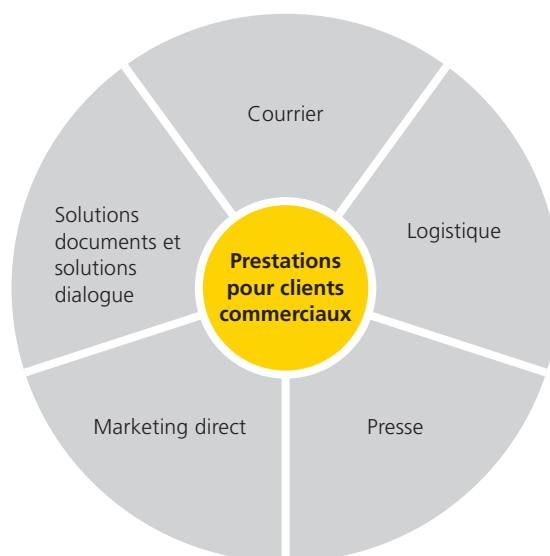 Courrier
Logistique
Presse
Marketing direct
Solutions
documents et
solutions
dialogue
Prestations
pour clients
commerciaux